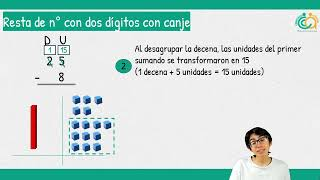 Resta de n° con dos dígitos con canje
D U
1 15
2 5
- 8
2
Al desagrupar la decena, las unidades del primer
sumando se transformaron en 15
(1 decena + 5 unidades = 15 unidades)